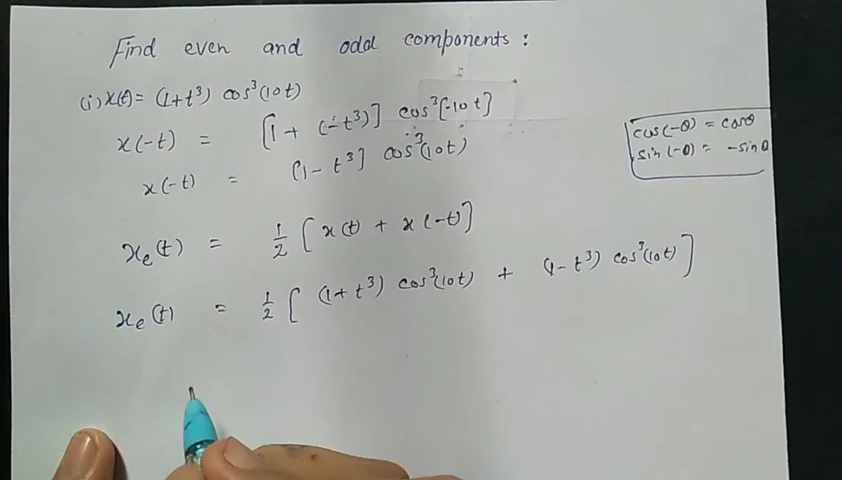 Find even and odd components :
(i) x(t) = (1+t³) cos³(10t)
x(-t) = [1 + (-t³)] cos³[-10t]
cos(-θ) = cosθ
sin(-θ) = -sinθ
x(-t) = [1 - t³] cos³(10t)
xₑ(t) = 1/2 [x(t) + x(-t)]
xₑ(t) = 1/2 [(1+t³) cos³(10t) + (1-t³) cos³(10t)]